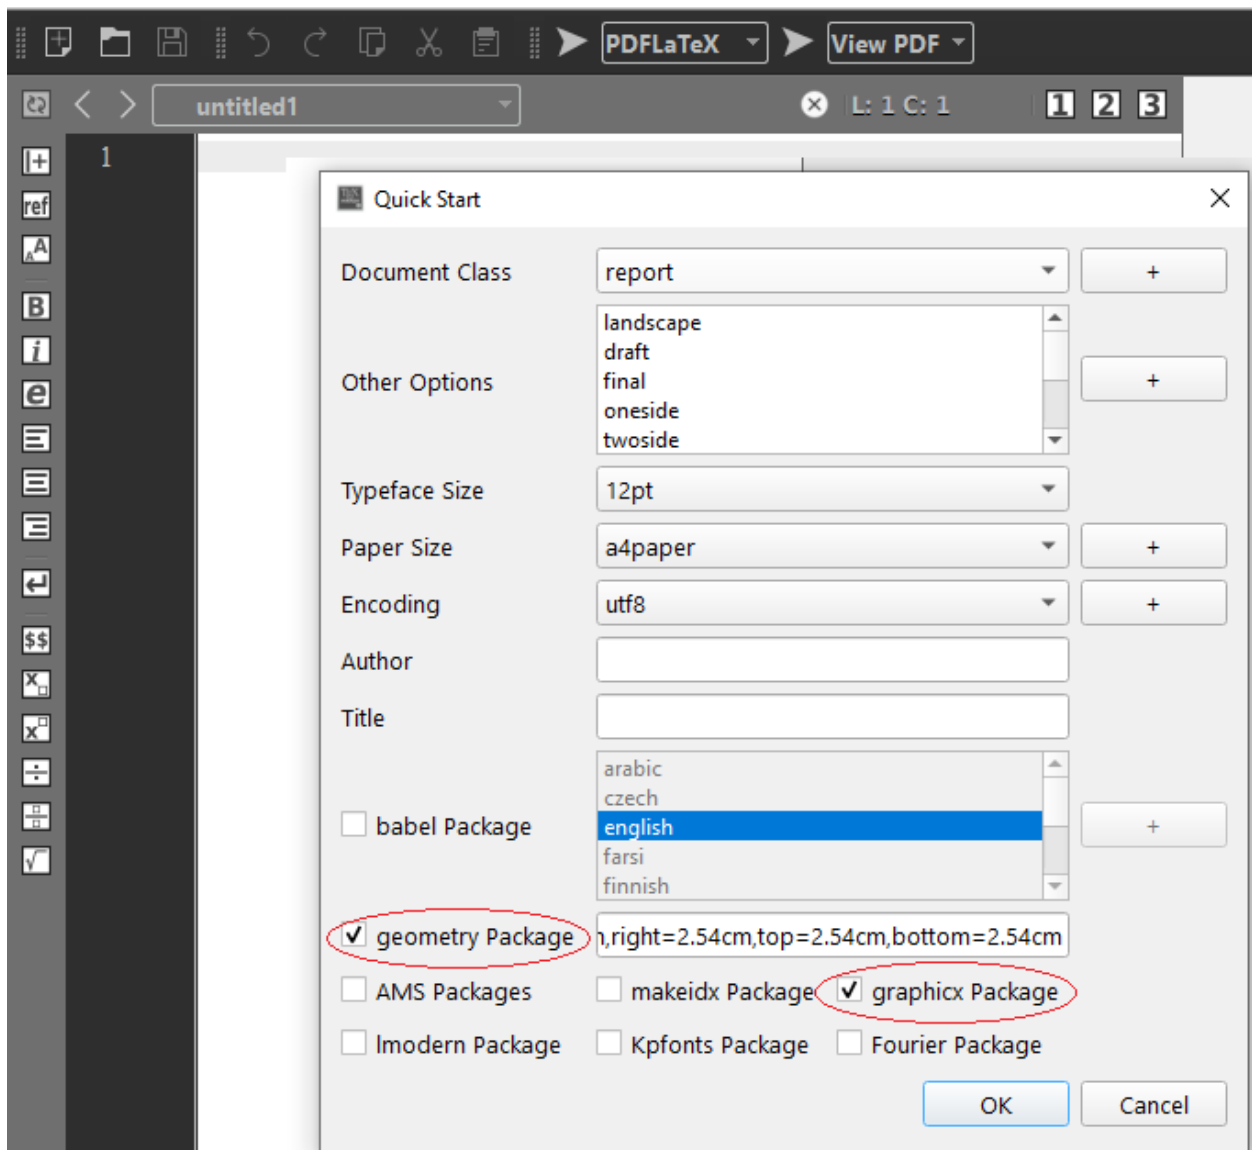 PDFLaTeX
View PDF
untitled1
L: 1 C: 1
1 2 3
1
ref
AA
B
i
e
$$
x
x
Quick Start
Document Class
report
+
Other Options
landscape
draft
final
oneside
twoside
+
Typeface Size
12pt
Paper Size
a4paper
+
Encoding
utf8
+
Author
Title
babel Package
arabic
czech
english
farsi
finnish
+
geometry Package
,right=2.54cm,top=2.54cm,bottom=2.54cm
AMS Packages
makeidx Package
graphicx Package
lmodern Package
Kpfonts Package
Fourier Package
OK
Cancel